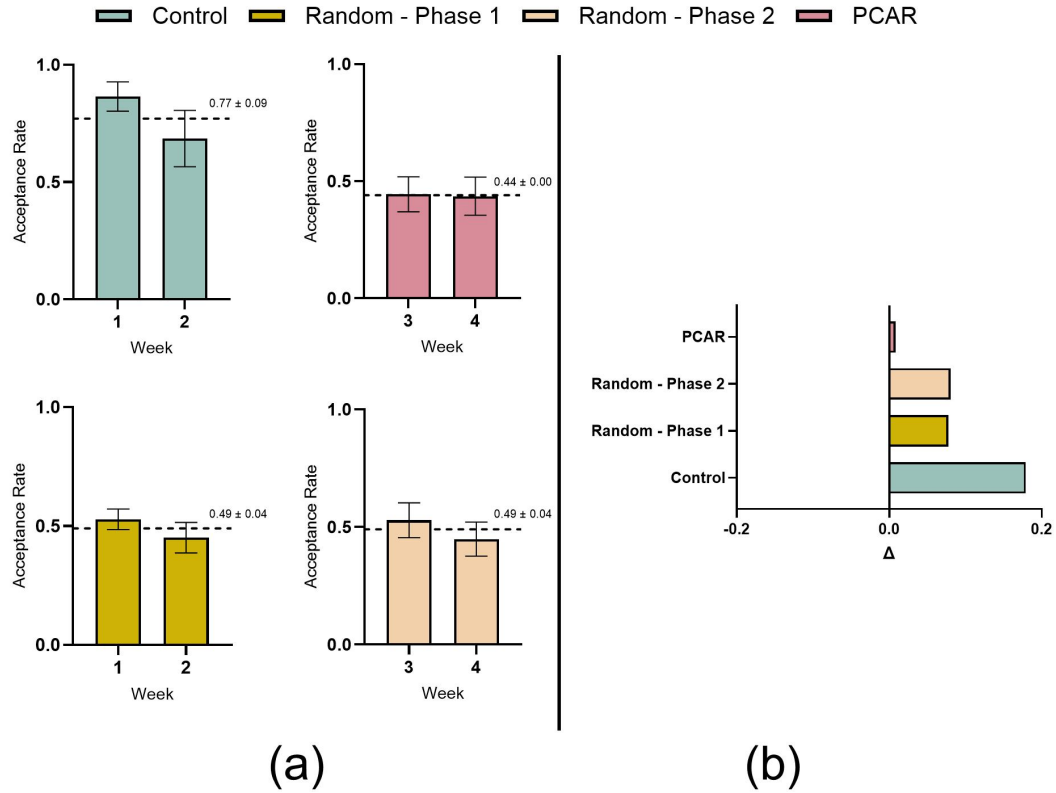 Control Random - Phase 1 Random - Phase 2 PCAR
1.0
0.5
0.0
Acceptance Rate
0.77 ± 0.09
1 2
Week
1.0
0.5
0.0
Acceptance Rate
0.44 ± 0.00
3 4
Week
1.0
0.5
0.0
Acceptance Rate
0.49 ± 0.04
1 2
Week
1.0
0.5
0.0
Acceptance Rate
0.49 ± 0.04
3 4
Week
(a)
PCAR
Random - Phase 2
Random - Phase 1
Control
-0.2 0.0 0.2
Δ
(b)